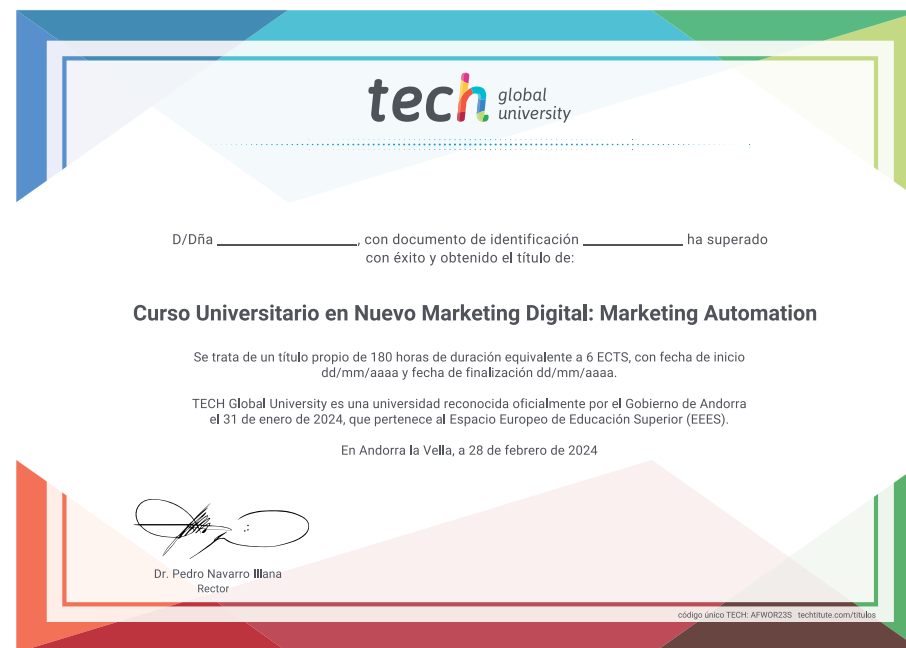 tech global university
D/Dña ____________________, con documento de identificación ______________ ha superado
con éxito y obtenido el título de:
Curso Universitario en Nuevo Marketing Digital: Marketing Automation
Se trata de un título propio de 180 horas de duración equivalente a 6 ECTS, con fecha de inicio
dd/mm/aaaa y fecha de finalización dd/mm/aaaa.
TECH Global University es una universidad reconocida oficialmente por el Gobierno de Andorra
el 31 de enero de 2024, que pertenece al Espacio Europeo de Educación Superior (EEES).
En Andorra la Vella, a 28 de febrero de 2024
Dr. Pedro Navarro Illana
Rector
código único TECH: AFWOR23S techtitute.com/titulos